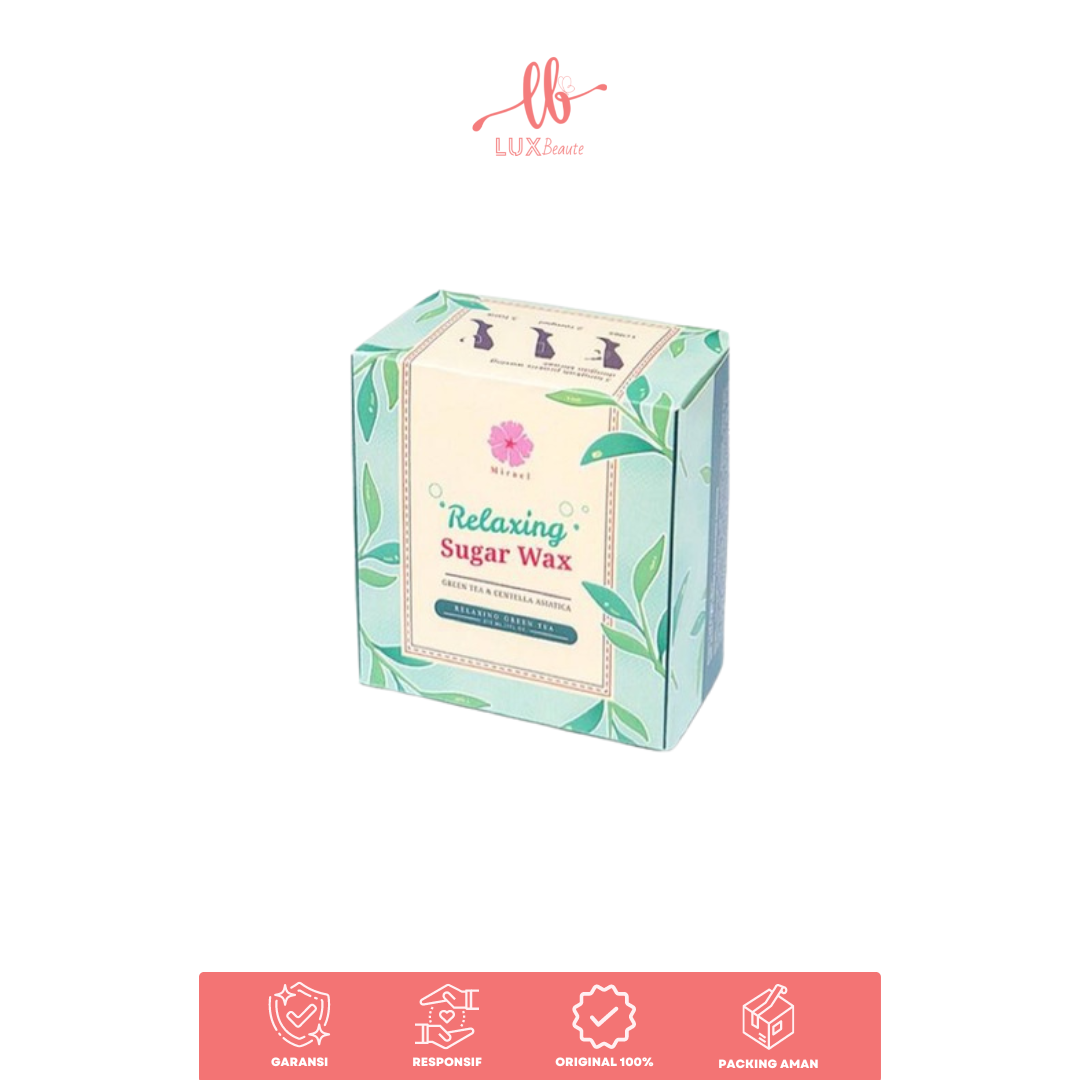 lb
LUX Beaute
Mirael
Relaxing
Sugar Wax
GREEN TEA & CENTELLA ASIATICA
RELAXING GREEN TEA
GARANSI
RESPONSIF
ORIGINAL 100%
PACKING AMAN